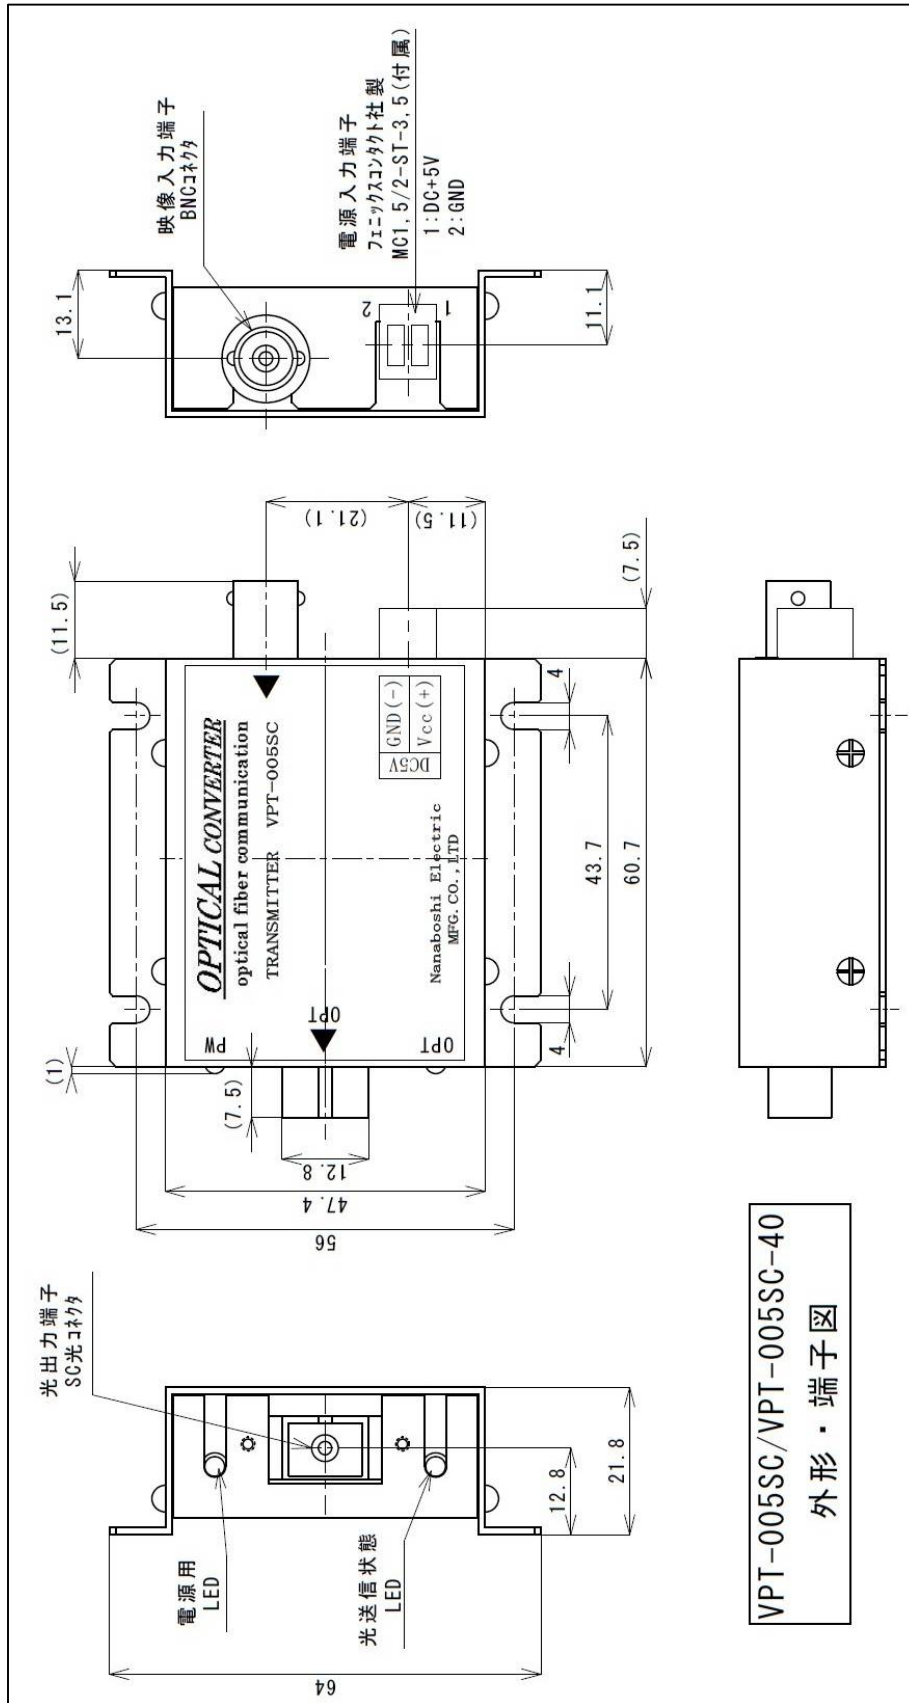 映像入力端子
BNCコネクタ
電源入力端子
フェニックスコンタクト社製
MC1,5/2-ST-3,5(付属)
1:DC+5V
2:GND
13.1
2
1
11.1
(11.5)
(21.1)
(11.5)
(7.5)
OPTICAL CONVERTER
optical fiber communication
TRANSMITTER VPT-005SC
DC5V
GND(-)
Vcc(+)
Nanaboshi Electric
MFG.CO.,LTD
PW
OPT
OPT
4
43.7
60.7
4
(1)
(7.5)
12.8
47.4
56
光出力端子
SC光コネクタ
電源用
LED
光送信状態
LED
12.8
21.8
64
VPT-005SC/VPT-005SC-40
外形・端子図